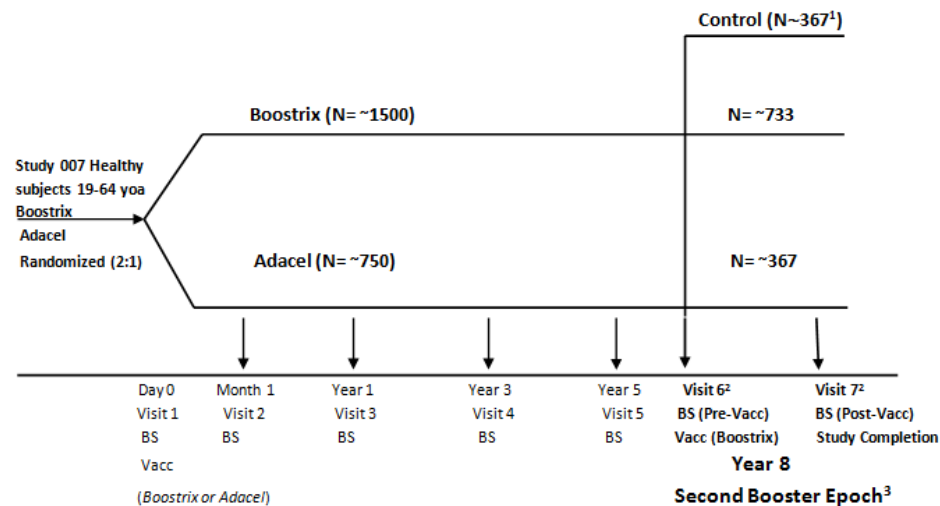 Control (N~367¹)
Boostrix (N= ~1500)
N= ~733
Study 007 Healthy
subjects 19-64 yoa
Boostrix
Adacel
Randomized (2:1)
Adacel (N= ~750)
N= ~367
Day 0
Visit 1
BS
Vacc
(Boostrix or Adacel)
Month 1
Visit 2
BS
Year 1
Visit 3
BS
Year 3
Visit 4
BS
Year 5
Visit 5
BS
Visit 6²
BS (Pre-Vacc)
Vacc (Boostrix)
Visit 7²
BS (Post-Vacc)
Study Completion
Year 8
Second Booster Epoch³